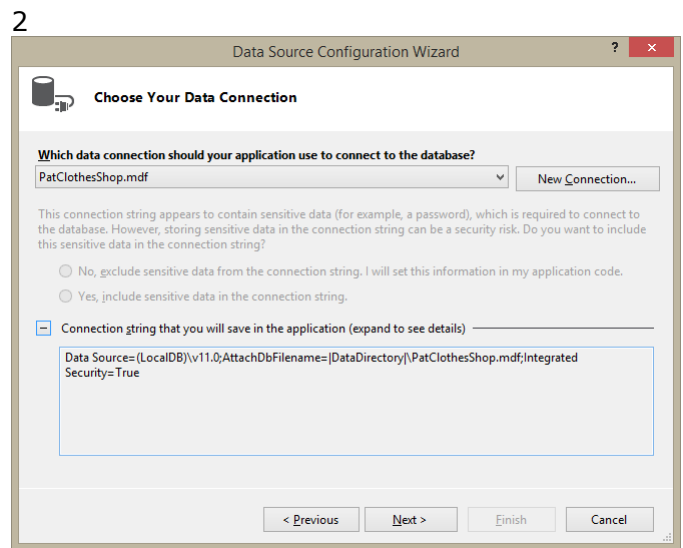 2
Data Source Configuration Wizard
?
×
Choose Your Data Connection
Which data connection should your application use to connect to the database?
PatClothesShop.mdf
New Connection...
This connection string appears to contain sensitive data (for example, a password), which is required to connect to
the database. However, storing sensitive data in the connection string can be a security risk. Do you want to include
this sensitive data in the connection string?
No, exclude sensitive data from the connection string. I will set this information in my application code.
Yes, include sensitive data in the connection string.
Connection string that you will save in the application (expand to see details)
Data Source=(LocalDB)\v11.0;AttachDbFilename=|DataDirectory|\PatClothesShop.mdf;Integrated
Security=True
< Previous
Next >
Finish
Cancel